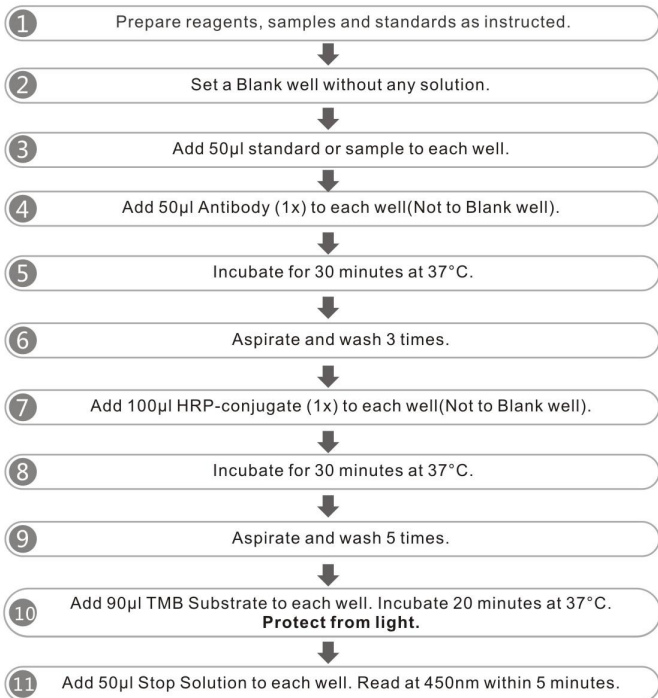 1 Prepare reagents, samples and standards as instructed.
2 Set a Blank well without any solution.
3 Add 50µl standard or sample to each well.
4 Add 50µl Antibody (1x) to each well(Not to Blank well).
5 Incubate for 30 minutes at 37°C.
6 Aspirate and wash 3 times.
7 Add 100µl HRP-conjugate (1x) to each well(Not to Blank well).
8 Incubate for 30 minutes at 37°C.
9 Aspirate and wash 5 times.
10 Add 90µl TMB Substrate to each well. Incubate 20 minutes at 37°C.
Protect from light.
11 Add 50µl Stop Solution to each well. Read at 450nm within 5 minutes.